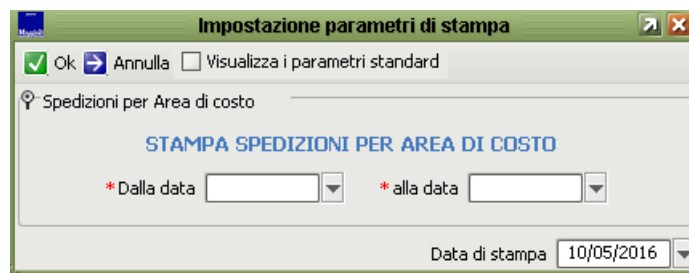 Impostazione parametri di stampa
Ok Annulla Visualizza i parametri standard
Spedizioni per Area di costo
STAMPA SPEDIZIONI PER AREA DI COSTO
*Dalla data * alla data
Data di stampa 10/05/2016